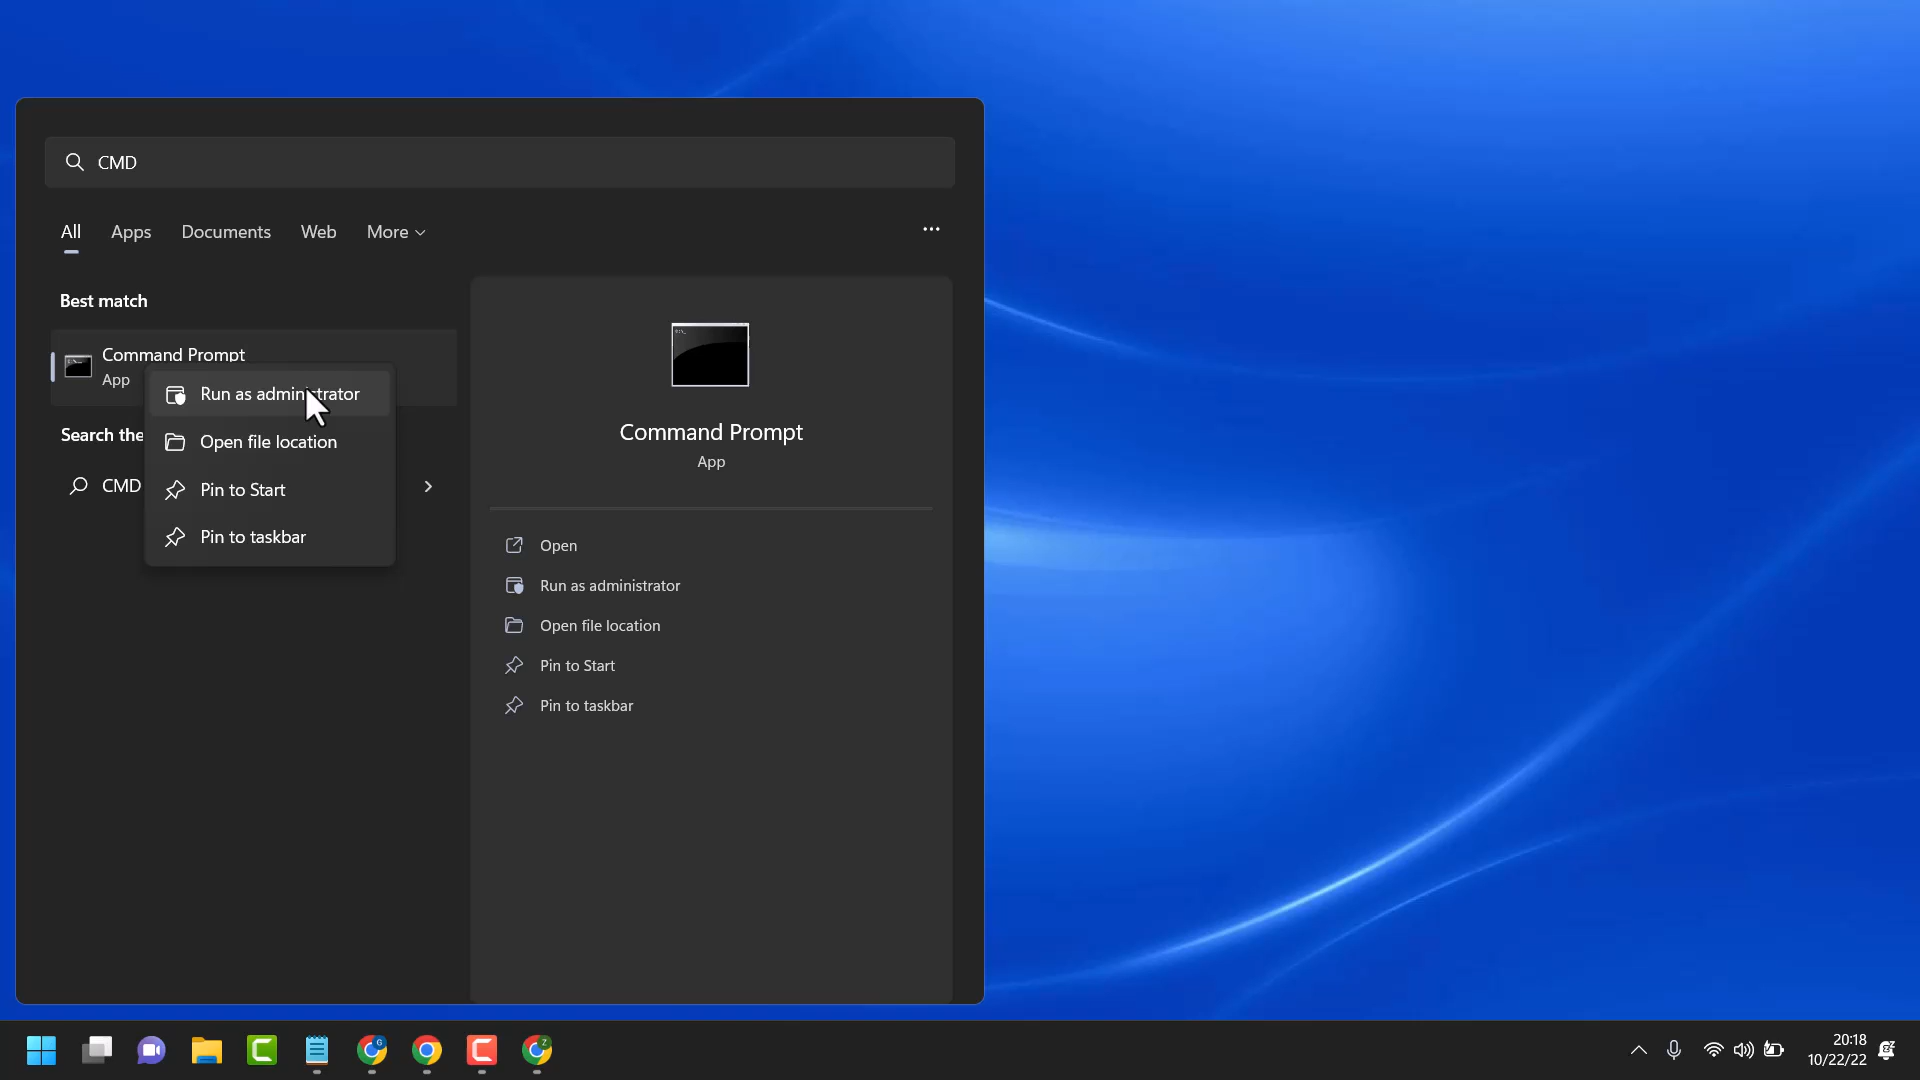 CMD
All Apps Documents Web More
Best match
Command Prompt
App
Run as administrator
Search the
Open file location
CMD
Pin to Start
Pin to taskbar
Command Prompt
App
Open
Run as administrator
Open file location
Pin to Start
Pin to taskbar
20:18
10/22/22